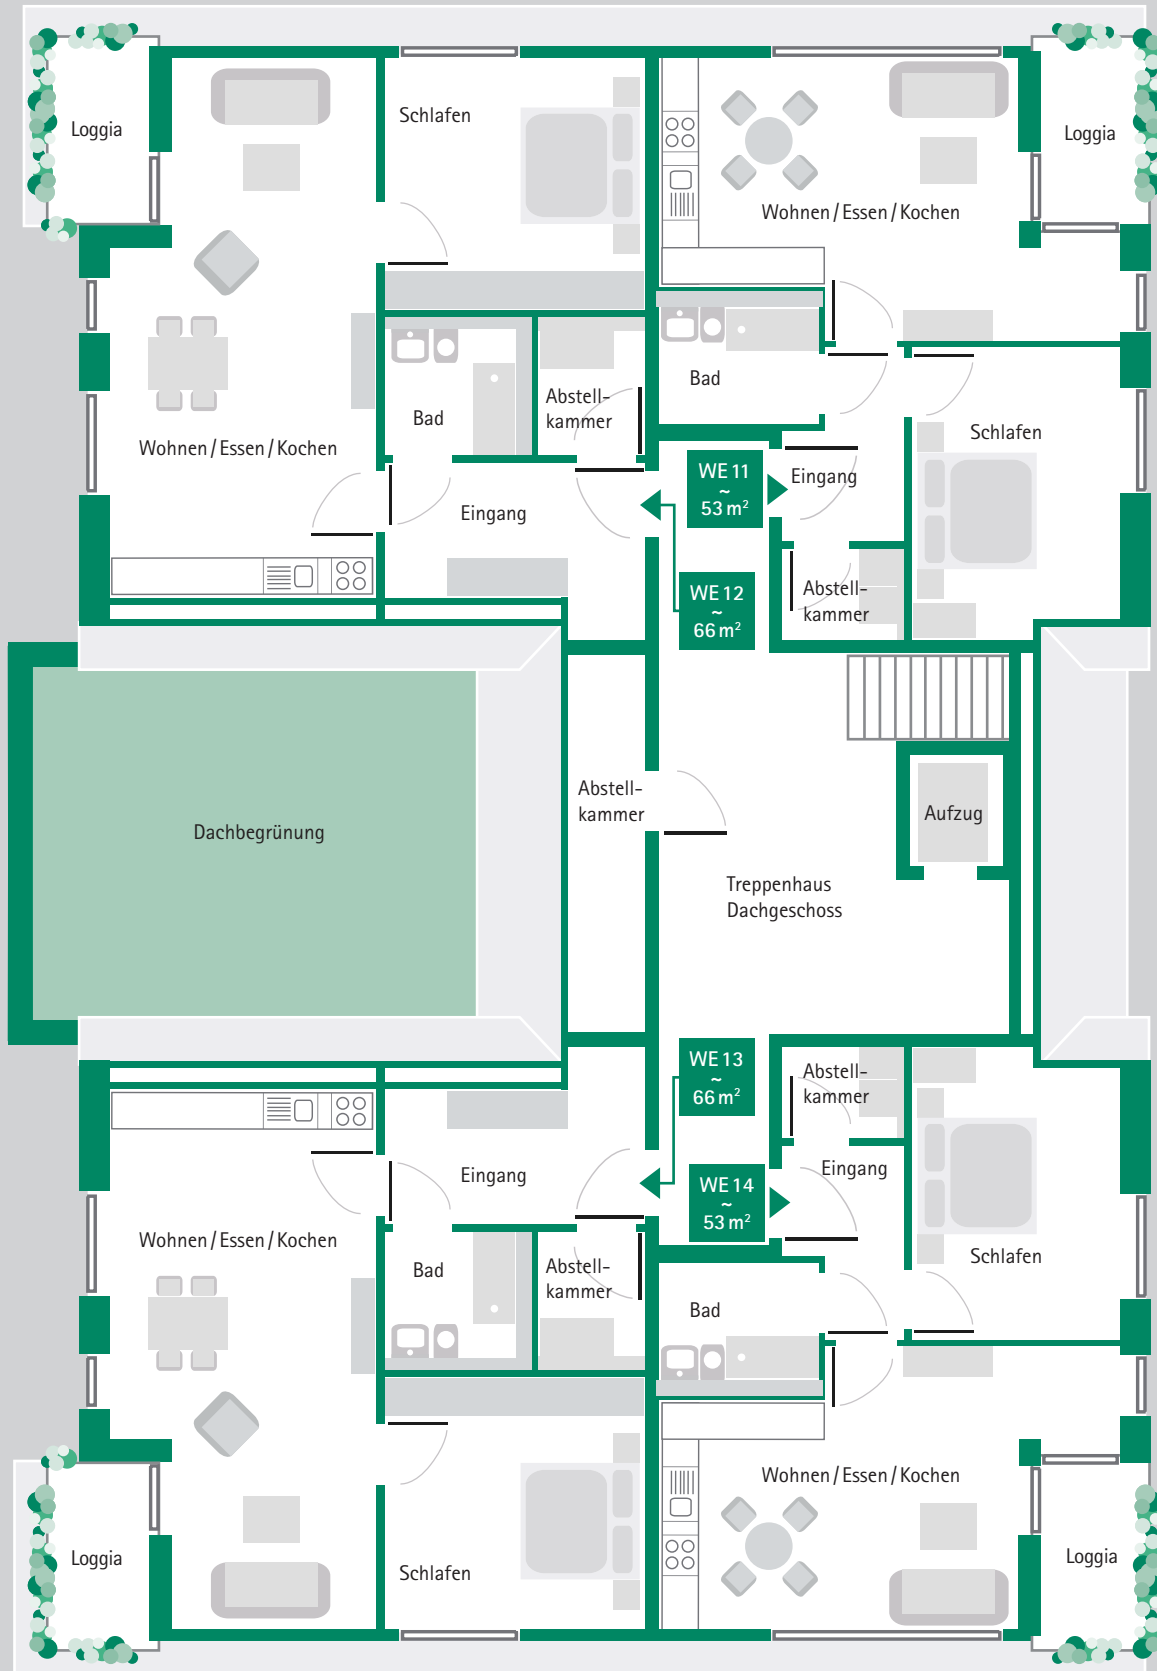 Loggia
Schlafen
Loggia
Wohnen / Essen / Kochen
Bad
Abstell-
kammer
Bad
Schlafen
Wohnen / Essen / Kochen
WE 11
~
53 m²
Eingang
Eingang
WE 12
~
66 m²
Abstell-
kammer
Abstell-
kammer
Aufzug
Dachbegrünung
Treppenhaus
Dachgeschoss
WE 13
~
66 m²
Abstell-
kammer
Eingang
WE 14
~
53 m²
Eingang
Wohnen / Essen / Kochen
Bad
Abstell-
kammer
Schlafen
Bad
Wohnen / Essen / Kochen
Loggia
Schlafen
Loggia